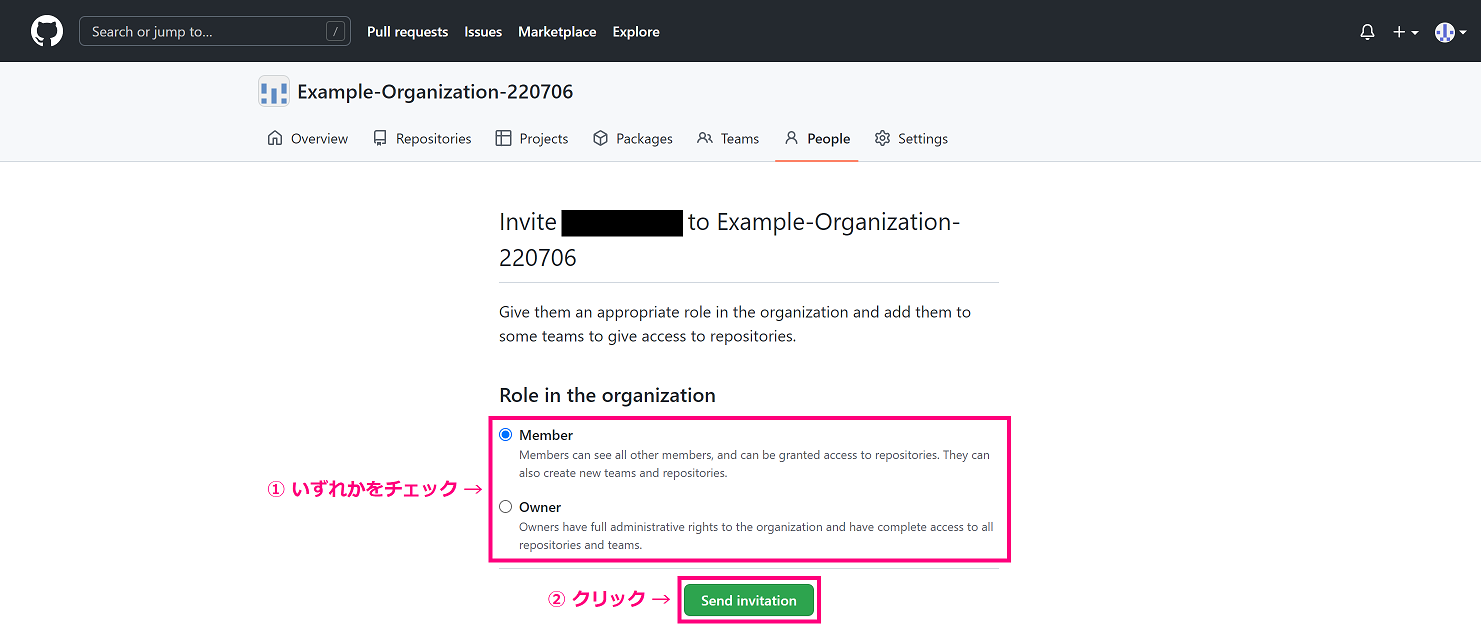 Search or jump to... /
Pull requests Issues Marketplace Explore
Example-Organization-220706
Overview Repositories Projects Packages Teams People Settings
Invite to Example-Organization-
220706
Give them an appropriate role in the organization and add them to
some teams to give access to repositories.
Role in the organization
Member
Members can see all other members, and can be granted access to repositories. They can
also create new teams and repositories.
① いずれかをチェック →
Owner
Owners have full administrative rights to the organization and have complete access to all
repositories and teams.
② クリック →
Send invitation